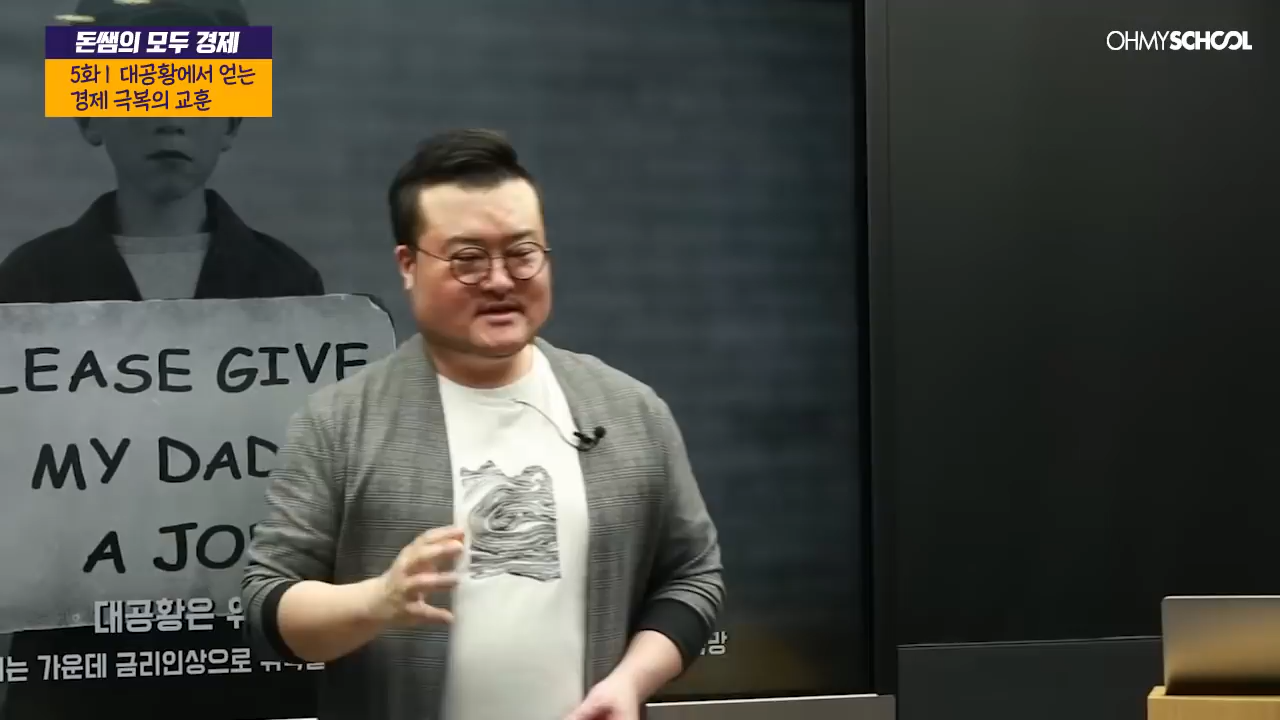 돈쌤의 모두 경제
5화 | 대공황에서 얻는
경제 극복의 교훈
OHMYSCHOOL
LEASE GIVE
MY DAD
A JO
대공황은
는 가운데 금리인상으로
망